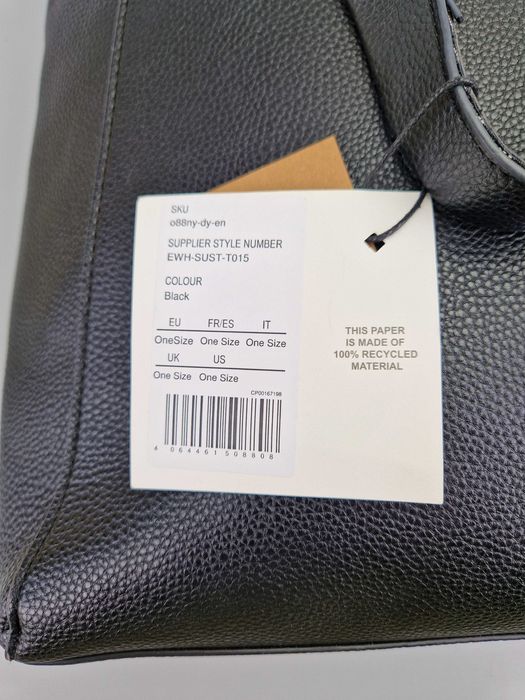 SKU
o88ny-dy-en
SUPPLIER STYLE NUMBER
EWH-SUST-T015
COLOUR
Black
EU FR/ES IT
OneSize One Size One Size
UK US
One Size One Size
CP00167198
6 064461 508808
THIS PAPER
IS MADE OF
100% RECYCLED
MATERIAL